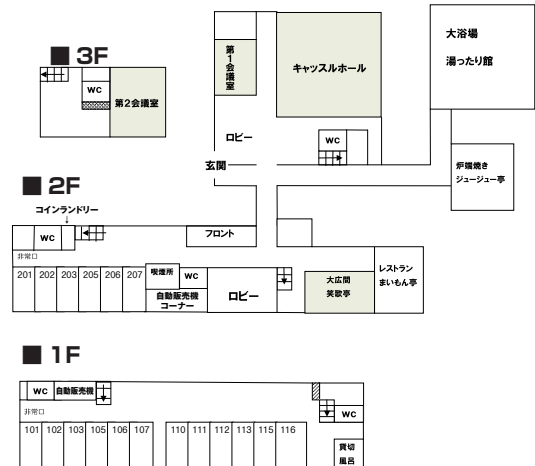 ■ 3F
WC
第2会議室
第1会議室
キャッスルホール
大浴場
湯ったり館
ロビー
WC
玄関
炉端焼き
ジュージュー亭
■ 2F
コインランドリー
WC
フロント
非常口
201 202 203 205 206 207
喫煙所
WC
自動販売機
コーナー
ロビー
大広間
笑歌亭
レストラン
まいもん亭
■ 1F
WC 自動販売機
非常口
WC
101 102 103 105 106 107 110 111 112 113 115 116
貸切
風呂